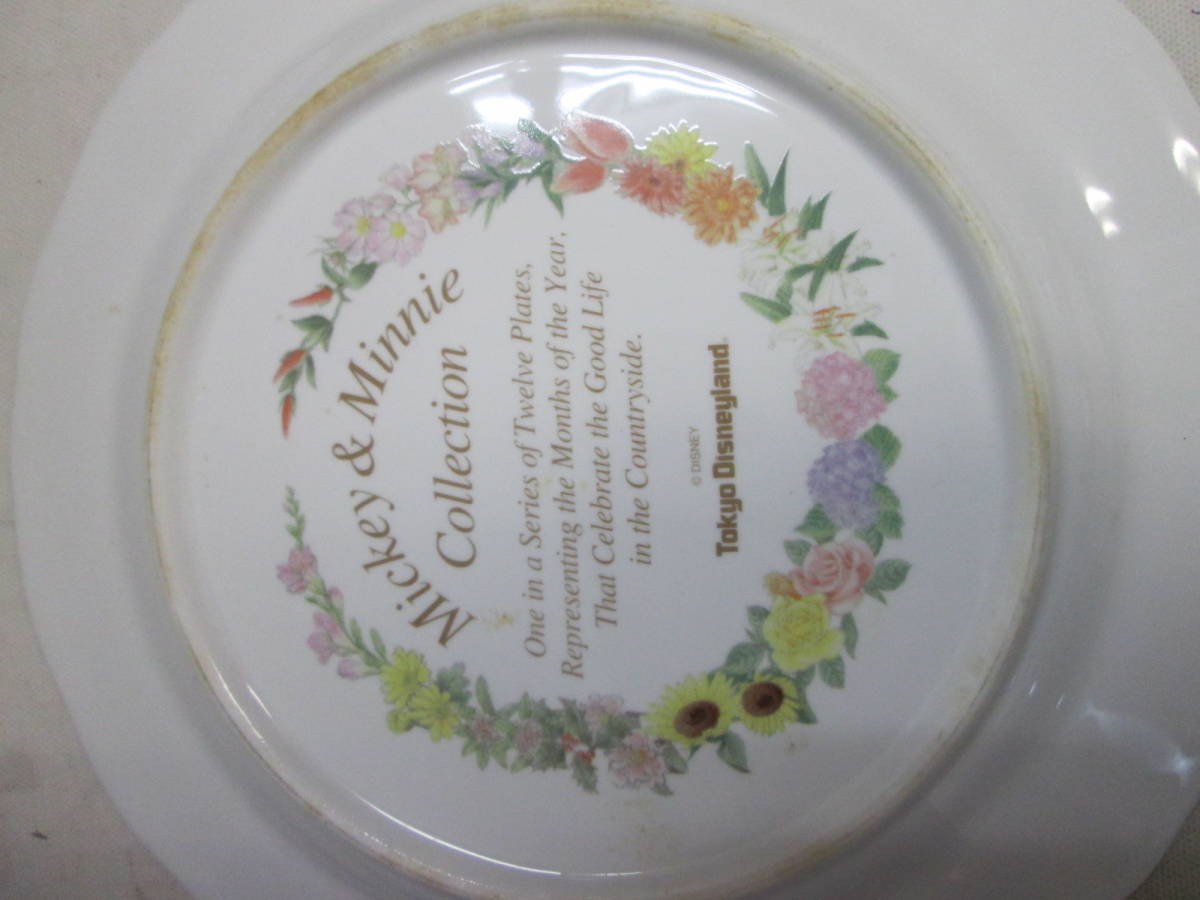 Mickey & Minnie
Collection
One in a Series of Twelve Plates,
Representing the Months of the Year,
That Celebrate the Good Life
in the Countryside.
© DISNEY
Tokyo Disneyland